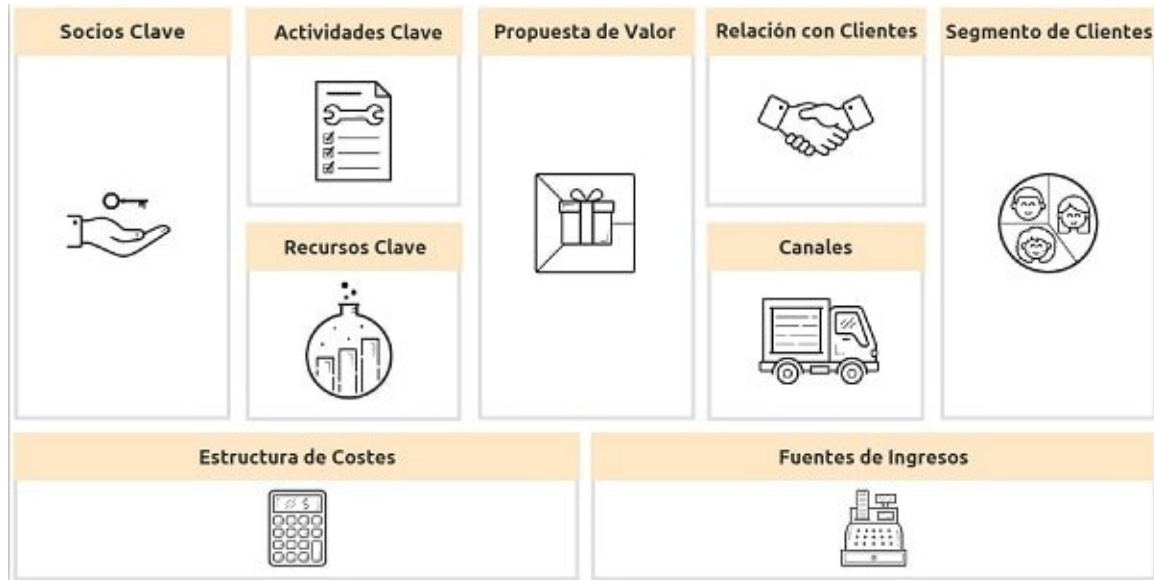 Socios Clave
Actividades Clave
Propuesta de Valor
Relación con Clientes
Segmento de Clientes
Recursos Clave
Canales
Estructura de Costes
Fuentes de Ingresos